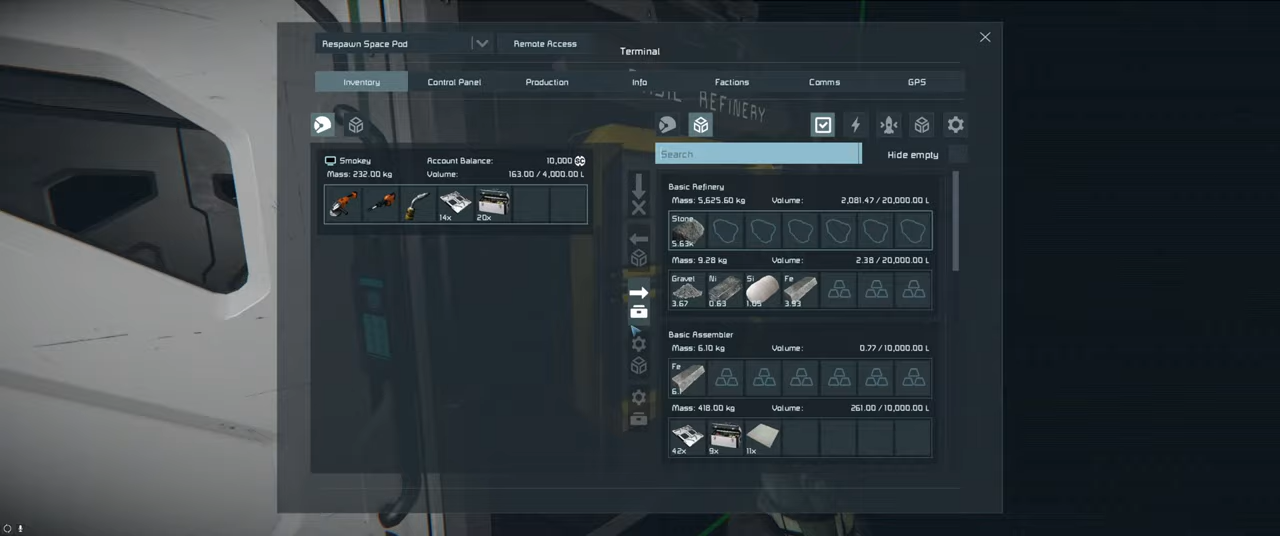 Respawn Space Pod
Remote Access
Terminal
Inventory
Control Panel
Production
Info
Factions
Comms
GPS
BASIC REFINERY
Search
Hide empty
Smokey
Account Balance: 10,000
Mass: 232.00 kg
Volume: 163.00 / 4,000.00 L
14x
20x
Basic Refinery
Mass: 5,625.60 kg
Volume: 2,081.47 / 20,000.00 L
Stone
5.63k
Mass: 9.28 kg
Volume: 2.38 / 20,000.00 L
Gravel
Ni
Si
Fe
3.67
0.63
1.05
3.93
Basic Assembler
Mass: 6.10 kg
Volume: 0.77 / 10,000.00 L
Fe
6.1
Mass: 418.00 kg
Volume: 261.00 / 10,000.00 L
42x
9x
11x